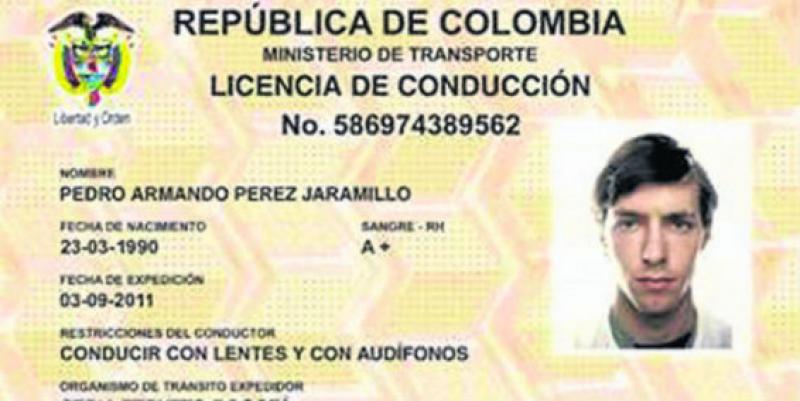 REPÚBLICA DE COLOMBIA
MINISTERIO DE TRANSPORTE
LICENCIA DE CONDUCCIÓN
No. 586974389562
Libertad y Orden
NOMBRE
PEDRO ARMANDO PEREZ JARAMILLO
FECHA DE NACIMIENTO SANGRE - RH
23-03-1990 A +
FECHA DE EXPEDICIÓN
03-09-2011
RESTRICCIONES DEL CONDUCTOR
CONDUCIR CON LENTES Y CON AUDÍFONOS
ORGANISMO DE TRÁNSITO EXPEDIDOR